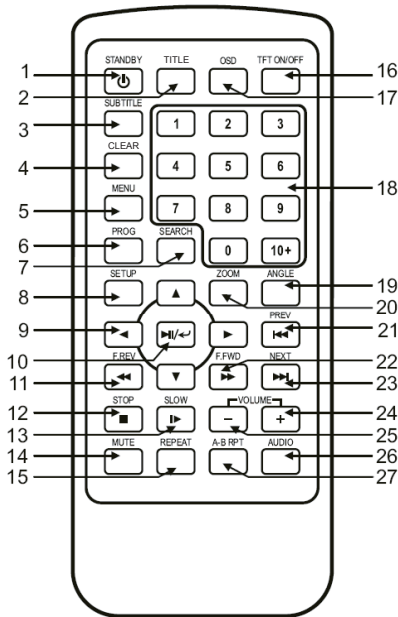 STANDBY TITLE OSD TFT ON/OFF
1 16
2 17
SUBTITLE
3 1 2 3
CLEAR
4 4 5 6
18
MENU
5 7 8 9
PROG SEARCH
6 0 10+
7
SETUP ZOOM ANGLE
8 19
20
PREV
9 21
10 /
F.REV F.FWD NEXT
22
11 23
STOP SLOW VOLUME
12 - + 24
13 25
MUTE REPEAT A-B RPT AUDIO
14 26
15 27